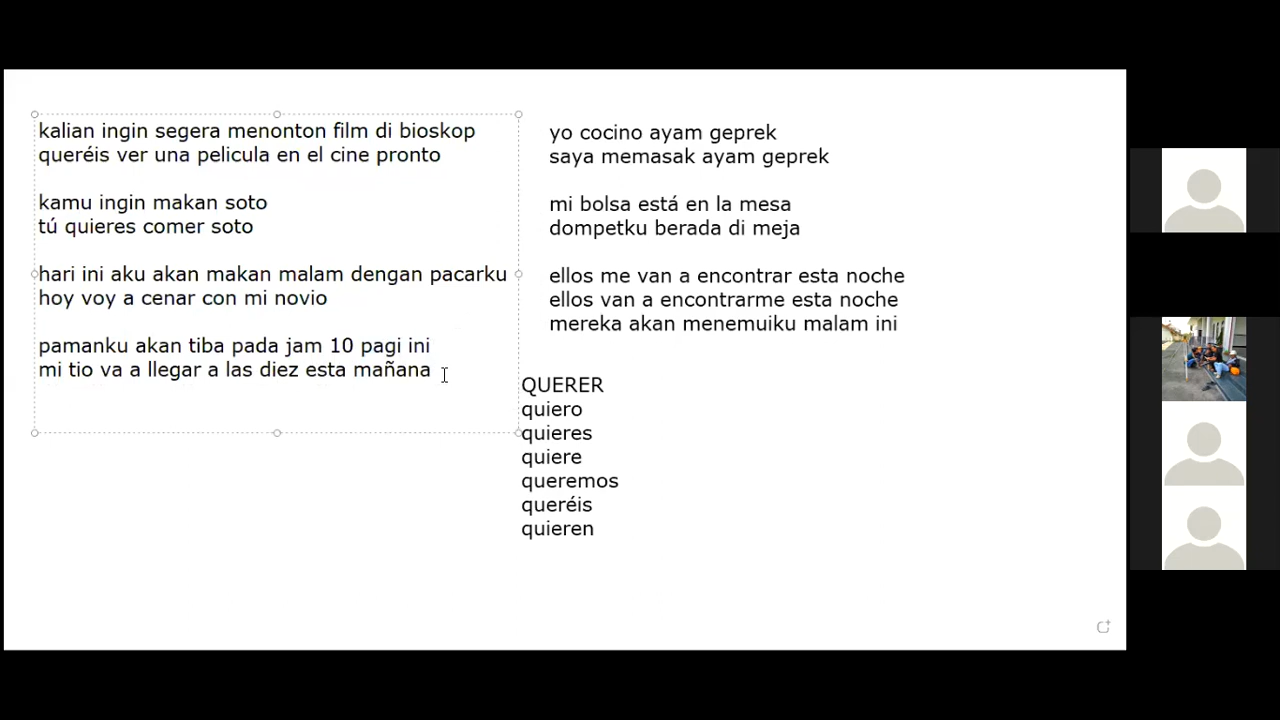 kalian ingin segera menonton film di bioskop
queréis ver una pelicula en el cine pronto
kamu ingin makan soto
tú quieres comer soto
hari ini aku akan makan malam dengan pacarku
hoy voy a cenar con mi novio
pamanku akan tiba pada jam 10 pagi ini
mi tio va a llegar a las diez esta mañana
yo cocino ayam geprek
saya memasak ayam geprek
mi bolsa está en la mesa
dompetku berada di meja
ellos me van a encontrar esta noche
ellos van a encontrarme esta noche
mereka akan menemuiku malam ini
QUERER
quiero
quieres
quiere
queremos
queréis
quieren